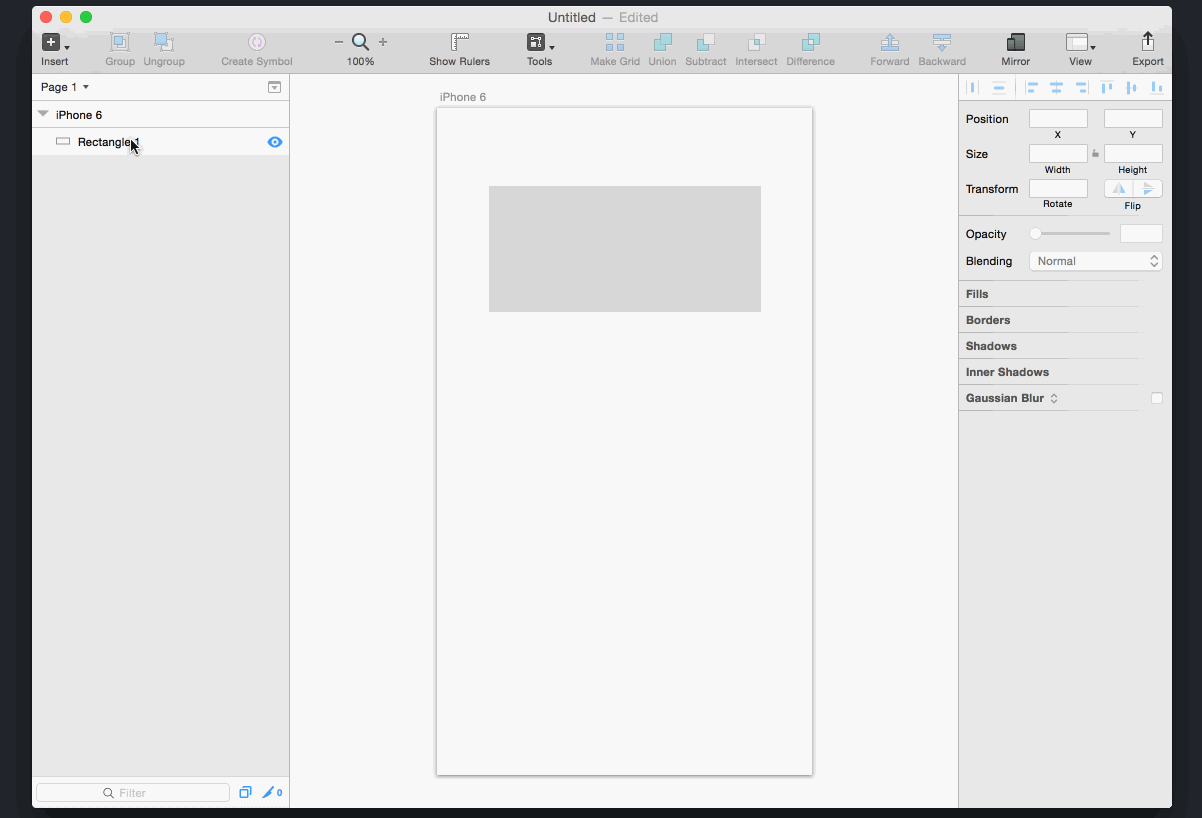 Untitled — Edited
Insert Group Ungroup Create Symbol 100% Show Rulers Tools Make Grid Union Subtract Intersect Difference Forward Backward Mirror View Export
Page 1
iPhone 6
Rectangle 1
Filter
0
iPhone 6
Position
X Y
Size
Width Height
Transform
Rotate Flip
Opacity
Blending Normal
Fills
Borders
Shadows
Inner Shadows
Gaussian Blur